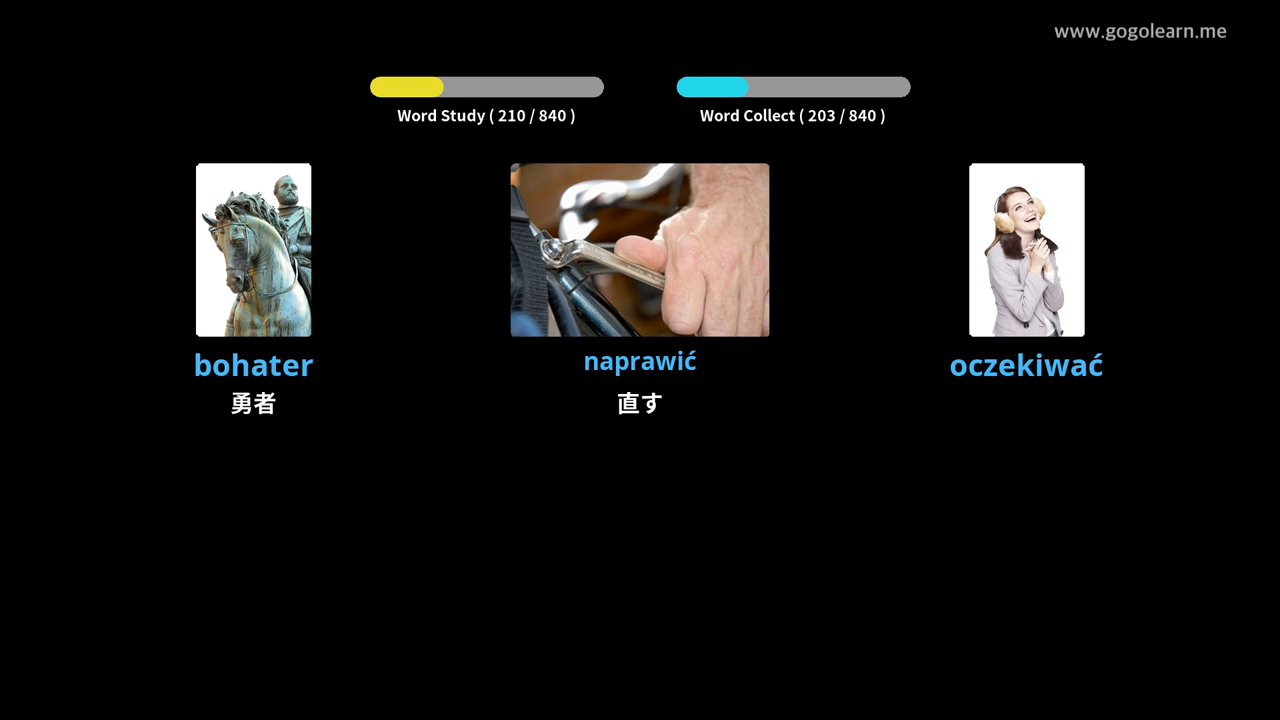 www.gogolearn.me
Word Study ( 210 / 840 )
Word Collect ( 203 / 840 )
bohater
naprawić
oczekiwać
勇者
直す